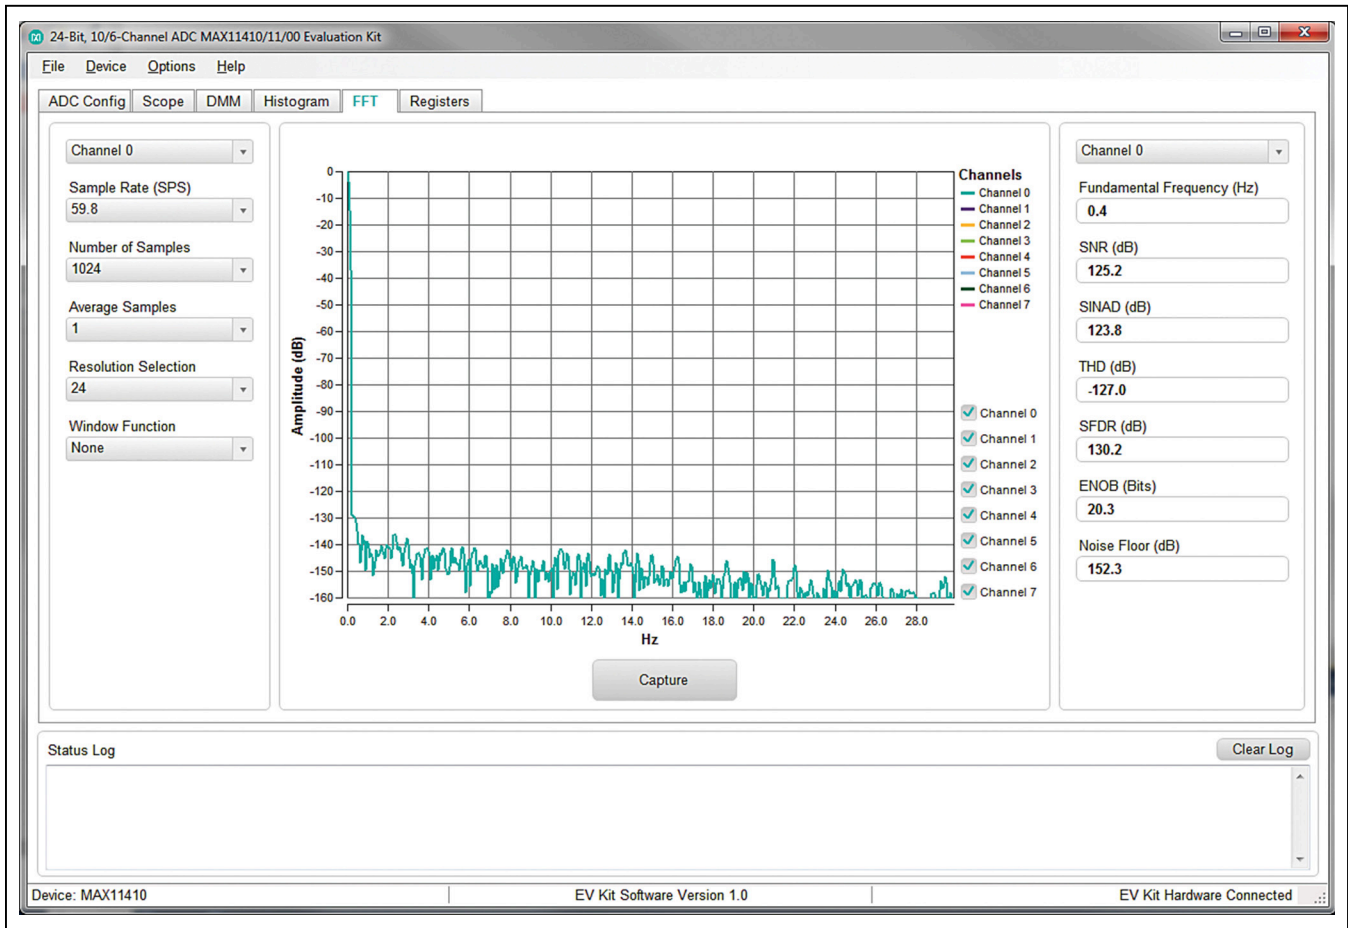 24-Bit, 10/6-Channel ADC MAX11410/11/00 Evaluation Kit
File Device Options Help
ADC Config Scope DMM Histogram FFT Registers
Channel 0
Sample Rate (SPS)
59.8
Number of Samples
1024
Average Samples
1
Resolution Selection
24
Window Function
None
Amplitude (dB)
0
-10
-20
-30
-40
-50
-60
-70
-80
-90
-100
-110
-120
-130
-140
-150
-160
0.0 2.0 4.0 6.0 8.0 10.0 12.0 14.0 16.0 18.0 20.0 22.0 24.0 26.0 28.0
Hz
Channels
Channel 0
Channel 1
Channel 2
Channel 3
Channel 4
Channel 5
Channel 6
Channel 7
Channel 0
Channel 1
Channel 2
Channel 3
Channel 4
Channel 5
Channel 6
Channel 7
Capture
Channel 0
Fundamental Frequency (Hz)
0.4
SNR (dB)
125.2
SINAD (dB)
123.8
THD (dB)
-127.0
SFDR (dB)
130.2
ENOB (Bits)
20.3
Noise Floor (dB)
152.3
Status Log
Clear Log
Device: MAX11410
EV Kit Software Version 1.0
EV Kit Hardware Connected